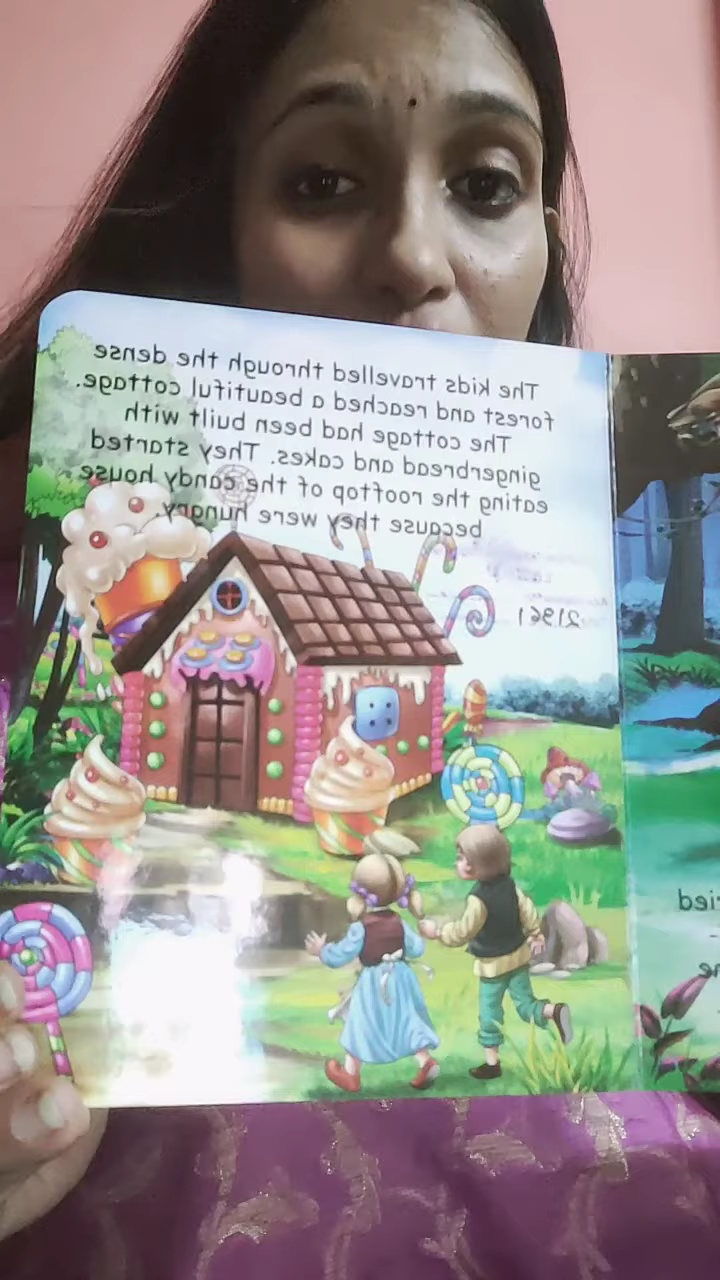 The kids travelled through the dense
forest and reached a beautiful cottage.
The cottage had been built with
gingerbread and cakes. They started
eating the rooftop of the candy house
because they were hungry.